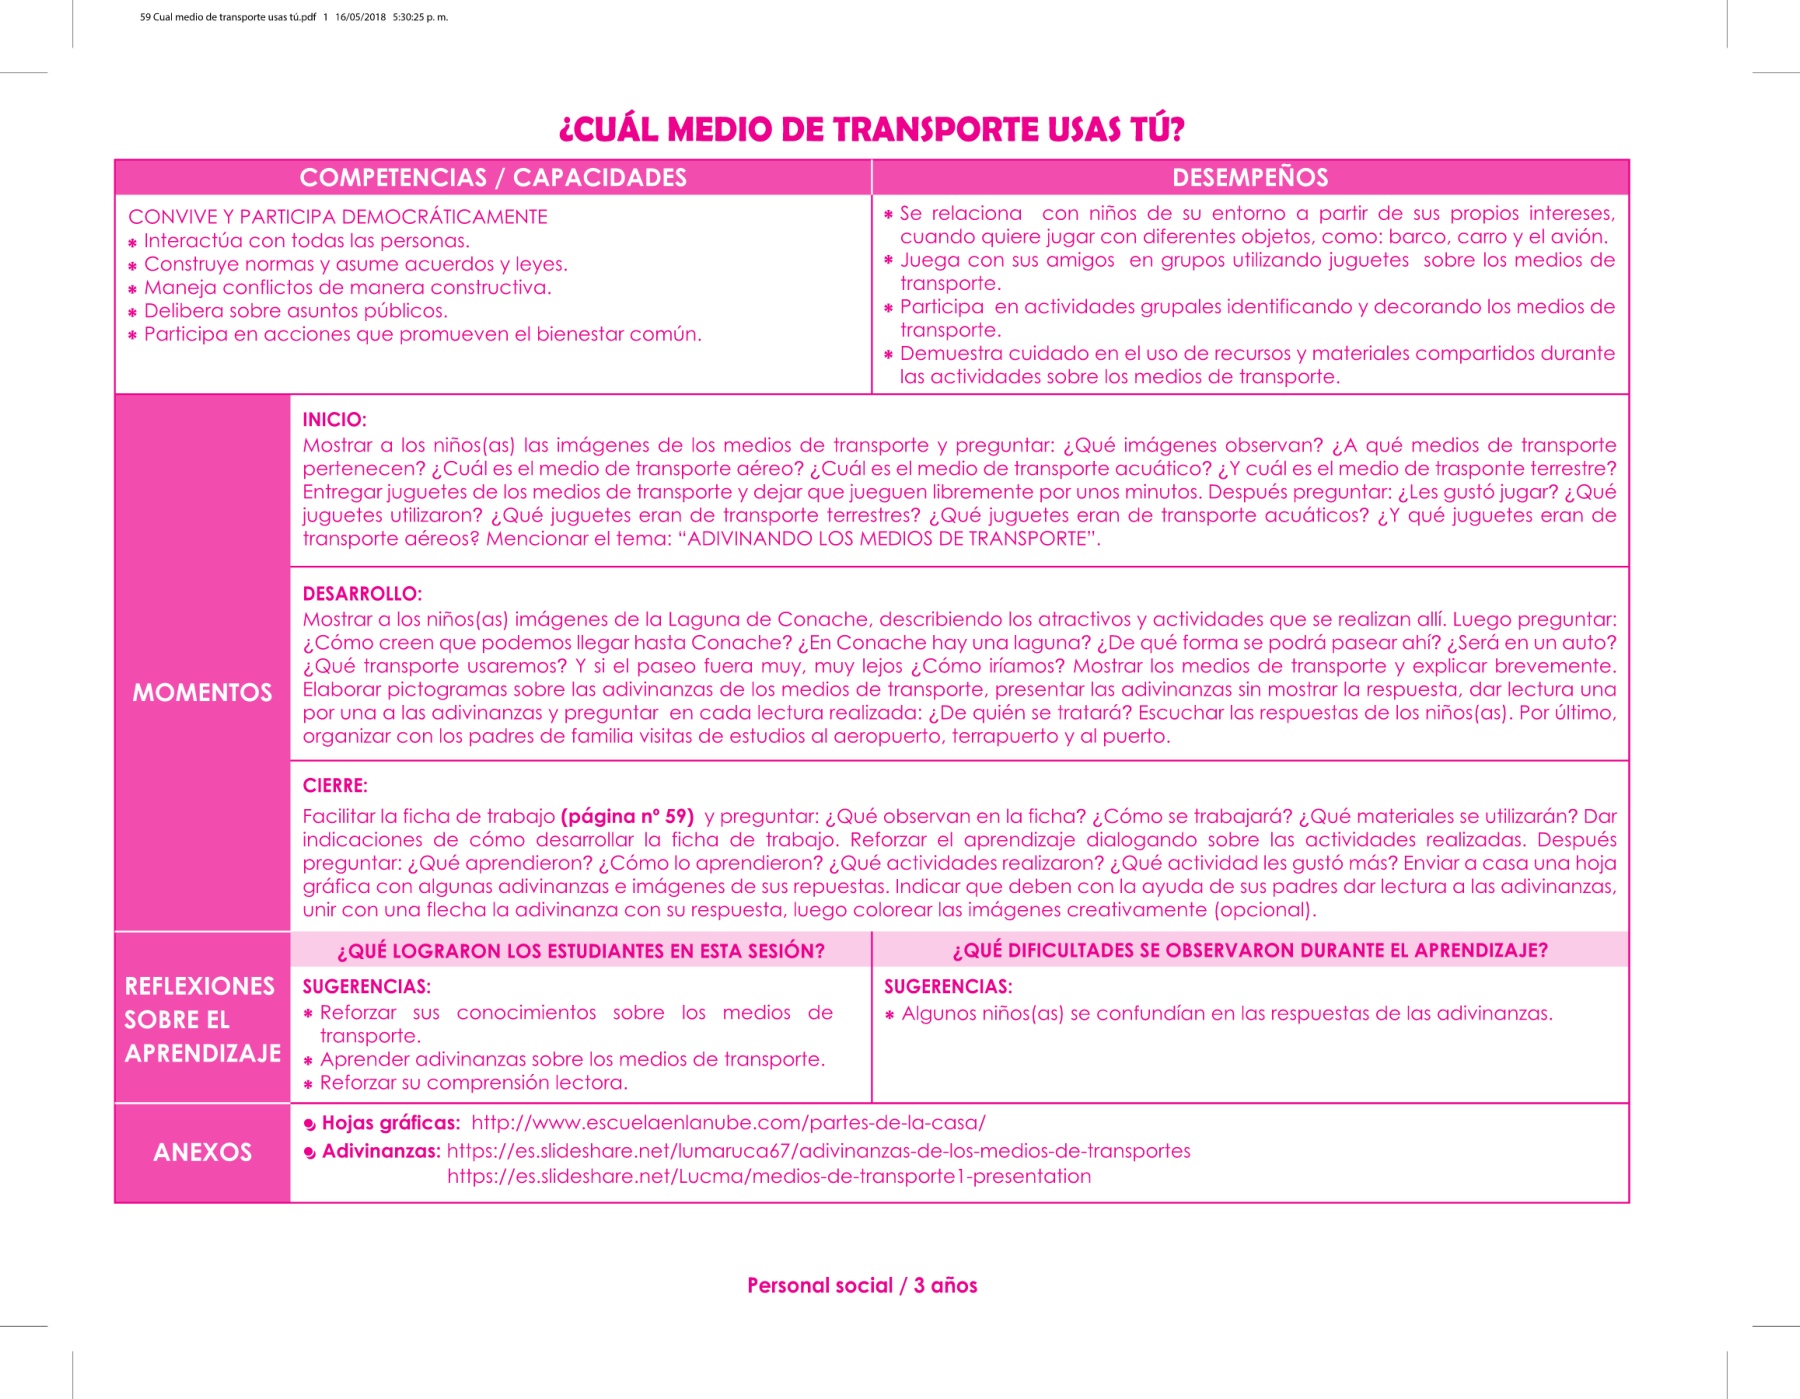 59 Cual medio de transporte usas tú.pdf 1 16/05/2018 5:30:25 p. m.
¿CUÁL MEDIO DE TRANSPORTE USAS TÚ?
COMPETENCIAS / CAPACIDADES
DESEMPEÑOS
CONVIVE Y PARTICIPA DEMOCRÁTICAMENTE
* Interactúa con todas las personas.
* Construye normas y asume acuerdos y leyes.
* Maneja conflictos de manera constructiva.
* Delibera sobre asuntos públicos.
* Participa en acciones que promueven el bienestar común.
* Se relaciona con niños de su entorno a partir de sus propios intereses,
cuando quiere jugar con diferentes objetos, como: barco, carro y el avión.
* Juega con sus amigos en grupos utilizando juguetes sobre los medios de
transporte.
* Participa en actividades grupales identificando y decorando los medios de
transporte.
* Demuestra cuidado en el uso de recursos y materiales compartidos durante
las actividades sobre los medios de transporte.
MOMENTOS
INICIO:
Mostrar a los niños(as) las imágenes de los medios de transporte y preguntar: ¿Qué imágenes observan? ¿A qué medios de transporte
pertenecen? ¿Cuál es el medio de transporte aéreo? ¿Cuál es el medio de transporte acuático? ¿Y cuál es el medio de trasponte terrestre?
Entregar juguetes de los medios de transporte y dejar que jueguen libremente por unos minutos. Después preguntar: ¿Les gustó jugar? ¿Qué
juguetes utilizaron? ¿Qué juguetes eran de transporte terrestres? ¿Qué juguetes eran de transporte acuáticos? ¿Y qué juguetes eran de
transporte aéreos? Mencionar el tema: “ADIVINANDO LOS MEDIOS DE TRANSPORTE”.
DESARROLLO:
Mostrar a los niños(as) imágenes de la Laguna de Conache, describiendo los atractivos y actividades que se realizan allí. Luego preguntar:
¿Cómo creen que podemos llegar hasta Conache? ¿En Conache hay una laguna? ¿De qué forma se podrá pasear ahí? ¿Será en un auto?
¿Qué transporte usaremos? Y si el paseo fuera muy, muy lejos ¿Cómo iríamos? Mostrar los medios de transporte y explicar brevemente.
Elaborar pictogramas sobre las adivinanzas de los medios de transporte, presentar las adivinanzas sin mostrar la respuesta, dar lectura una
por una a las adivinanzas y preguntar en cada lectura realizada: ¿De quién se tratará? Escuchar las respuestas de los niños(as). Por último,
organizar con los padres de familia visitas de estudios al aeropuerto, terrapuerto y al puerto.
CIERRE:
Facilitar la ficha de trabajo (página nº 59) y preguntar: ¿Qué observan en la ficha? ¿Cómo se trabajará? ¿Qué materiales se utilizarán? Dar
indicaciones de cómo desarrollar la ficha de trabajo. Reforzar el aprendizaje dialogando sobre las actividades realizadas. Después
preguntar: ¿Qué aprendieron? ¿Cómo lo aprendieron? ¿Qué actividades realizaron? ¿Qué actividad les gustó más? Enviar a casa una hoja
gráfica con algunas adivinanzas e imágenes de sus repuestas. Indicar que deben con la ayuda de sus padres dar lectura a las adivinanzas,
unir con una flecha la adivinanza con su respuesta, luego colorear las imágenes creativamente (opcional).
REFLEXIONES
SOBRE EL
APRENDIZAJE
¿QUÉ LOGRARON LOS ESTUDIANTES EN ESTA SESIÓN?
SUGERENCIAS:
* Reforzar sus conocimientos sobre los medios de
transporte.
* Aprender adivinanzas sobre los medios de transporte.
* Reforzar su comprensión lectora.
¿QUÉ DIFICULTADES SE OBSERVARON DURANTE EL APRENDIZAJE?
SUGERENCIAS:
* Algunos niños(as) se confundían en las respuestas de las adivinanzas.
ANEXOS
Hojas gráficas: http://www.escuelaenlanube.com/partes-de-la-casa/
Adivinanzas: https://es.slideshare.net/lumaruca67/adivinanzas-de-los-medios-de-transportes
https://es.slideshare.net/Lucma/medios-de-transporte1-presentation
Personal social / 3 años